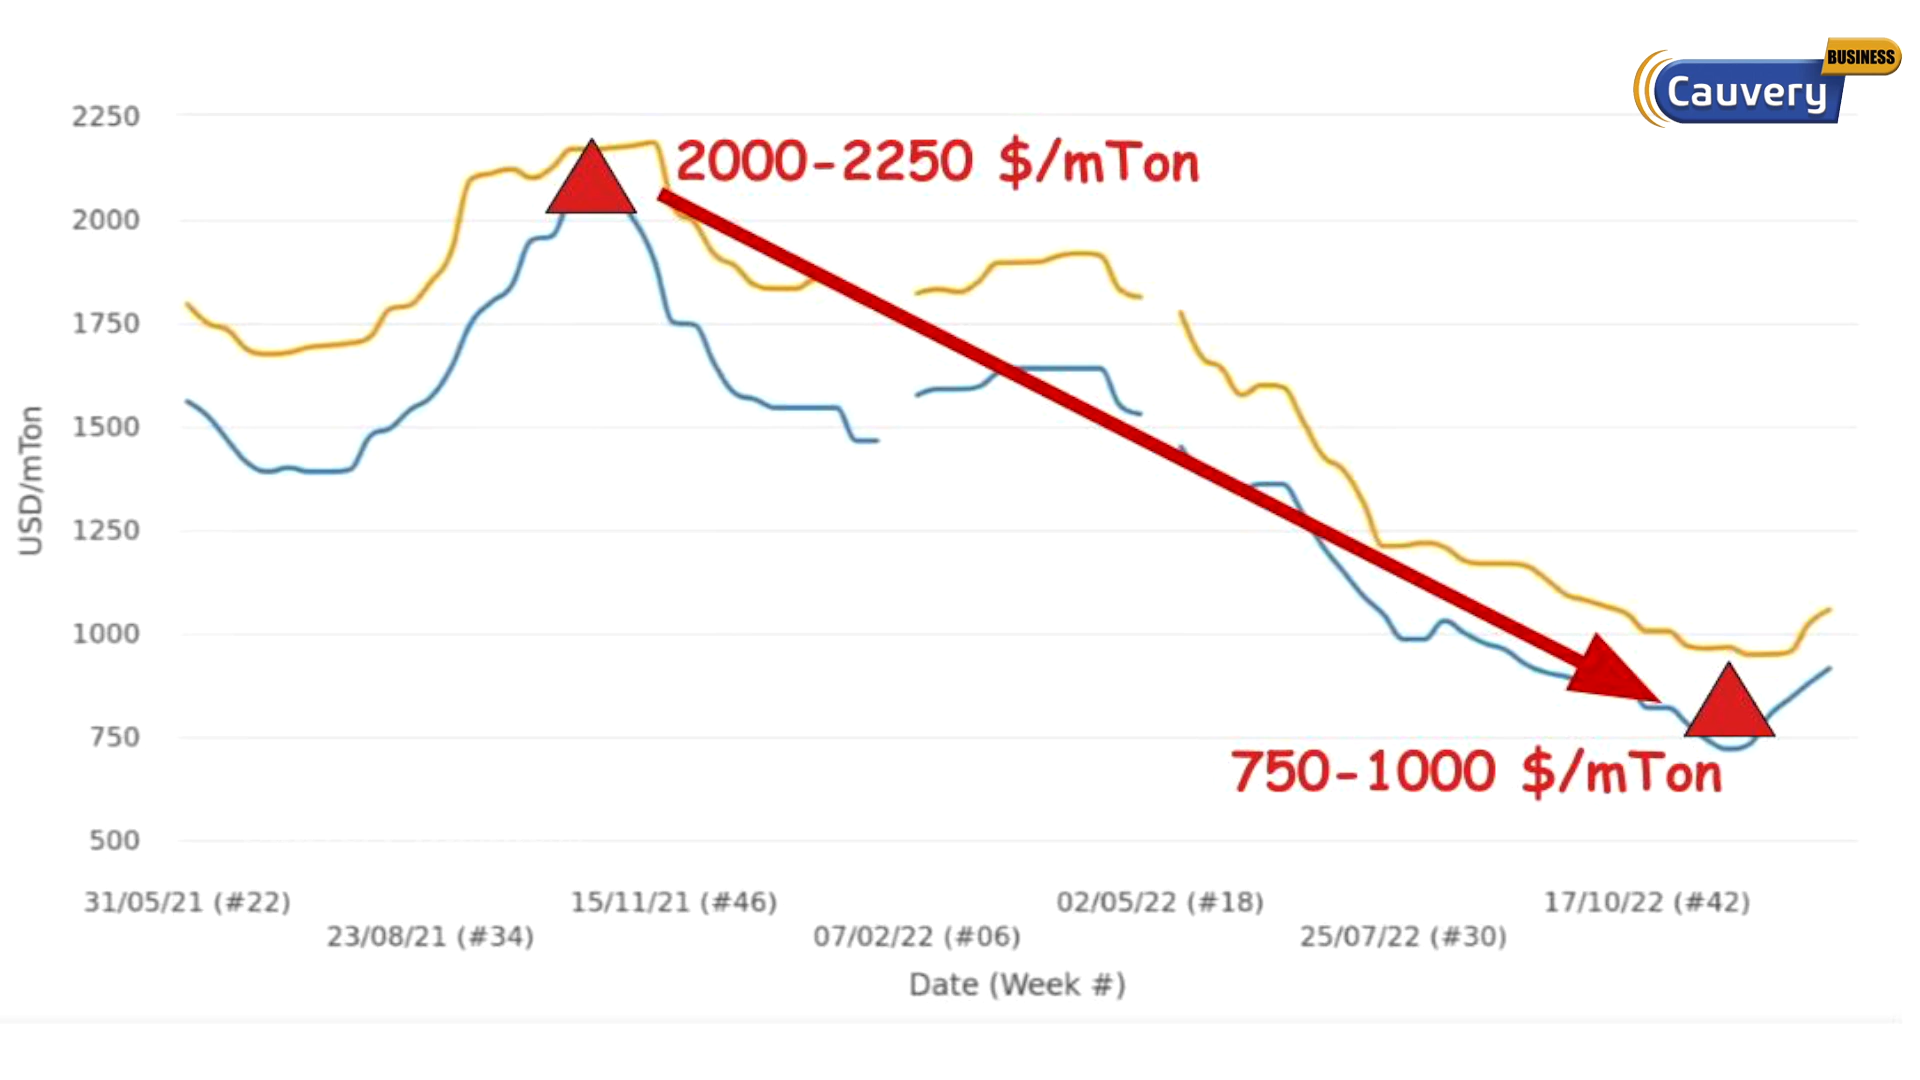 BUSINESS
Cauvery
2250
2000-2250 $/mTon
2000
1750
1500
1250
1000
750
750-1000 $/mTon
500
USD/mTon
31/05/21 (#22)
15/11/21 (#46)
02/05/22 (#18)
17/10/22 (#42)
23/08/21 (#34)
07/02/22 (#06)
25/07/22 (#30)
Date (Week #)